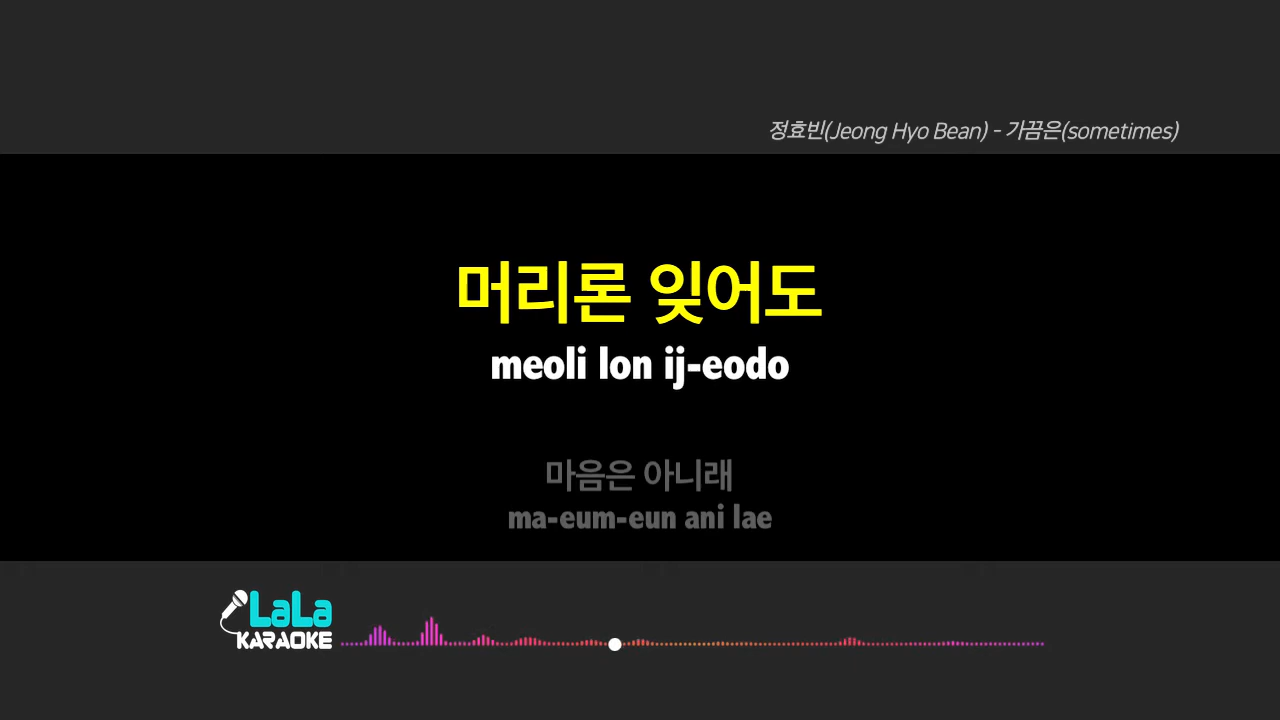 정효빈(Jeong Hyo Bean) - 가끔은(sometimes)
머리론 잊어도
meoli lon ij-eodo
마음은 아니래
ma-eum-eun ani lae
LaLa
KARAOKE